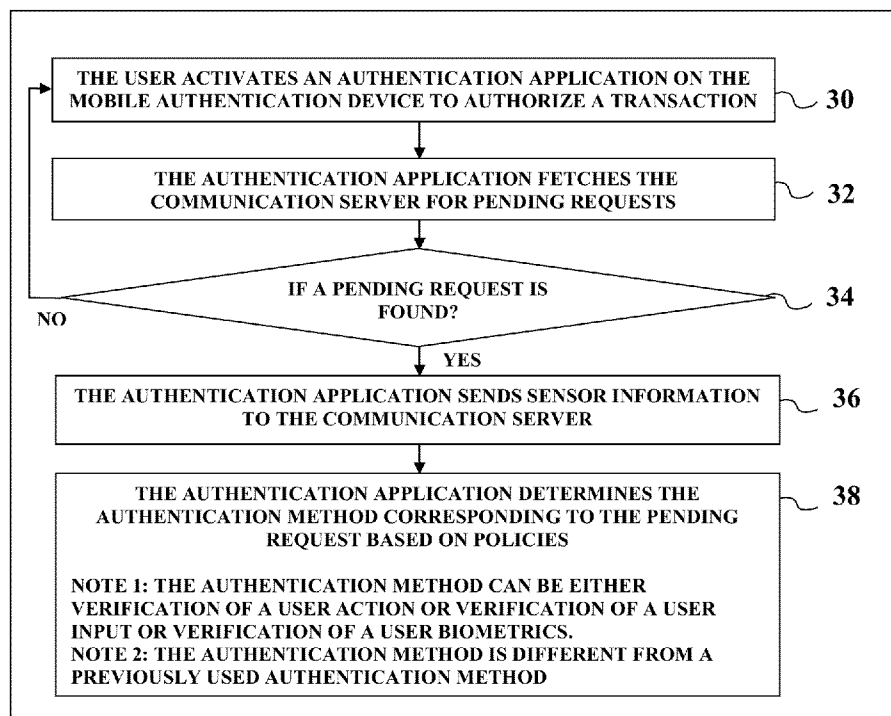 THE USER ACTIVATES AN AUTHENTICATION APPLICATION ON THE
MOBILE AUTHENTICATION DEVICE TO AUTHORIZE A TRANSACTION
30
THE AUTHENTICATION APPLICATION FETCHES THE
COMMUNICATION SERVER FOR PENDING REQUESTS
32
IF A PENDING REQUEST IS
FOUND?
34
NO
YES
THE AUTHENTICATION APPLICATION SENDS SENSOR INFORMATION
TO THE COMMUNICATION SERVER
36
THE AUTHENTICATION APPLICATION DETERMINES THE
AUTHENTICATION METHOD CORRESPONDING TO THE PENDING
REQUEST BASED ON POLICIES
38
NOTE 1: THE AUTHENTICATION METHOD CAN BE EITHER
VERIFICATION OF A USER ACTION OR VERIFICATION OF A USER
INPUT OR VERIFICATION OF A USER BIOMETRICS.
NOTE 2: THE AUTHENTICATION METHOD IS DIFFERENT FROM A
PREVIOUSLY USED AUTHENTICATION METHOD